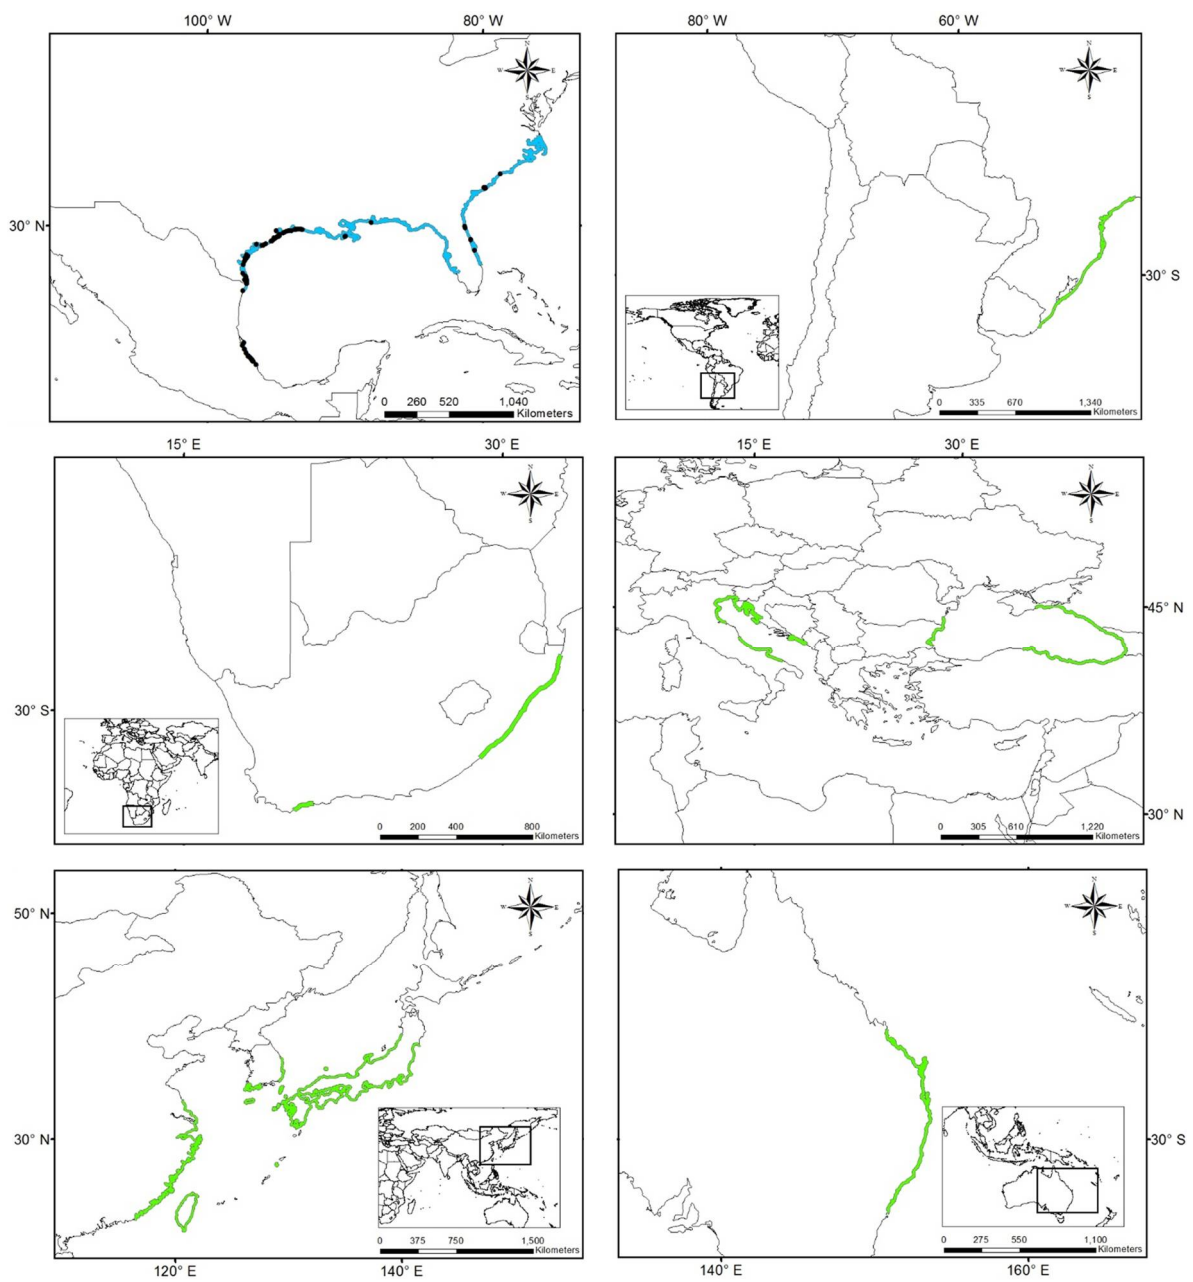 100° W 80° W
80° W 60° W
N
W E
S
N
W E
S
30° N
30° S
0 260 520 1,040
Kilometers
0 335 670 1,340
Kilometers
15° E 30° E
15° E 30° E
N
W E
S
N
W E
S
45° N
30° S
0 200 400 800
Kilometers
0 305 610 1,220
Kilometers
30° N
50° N
N
W E
S
N
W E
S
30° N
30° S
0 375 750 1,500
Kilometers
0 275 550 1,100
Kilometers
120° E 140° E
140° E 160° E